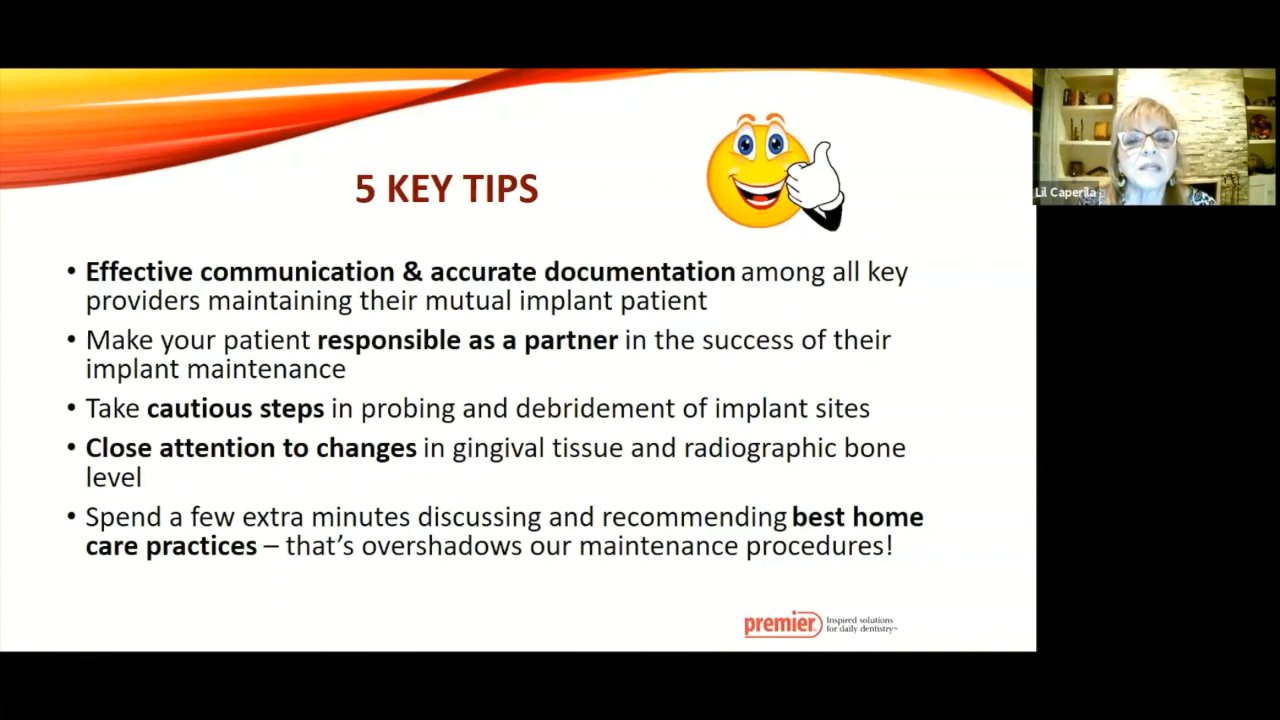 5 KEY TIPS
• Effective communication & accurate documentation among all key
providers maintaining their mutual implant patient
• Make your patient responsible as a partner in the success of their
implant maintenance
• Take cautious steps in probing and debridement of implant sites
• Close attention to changes in gingival tissue and radiographic bone
level
• Spend a few extra minutes discussing and recommending best home
care practices – that's overshadows our maintenance procedures!
premier
Inspired solutions
for daily dentistry™
Lil Caperila